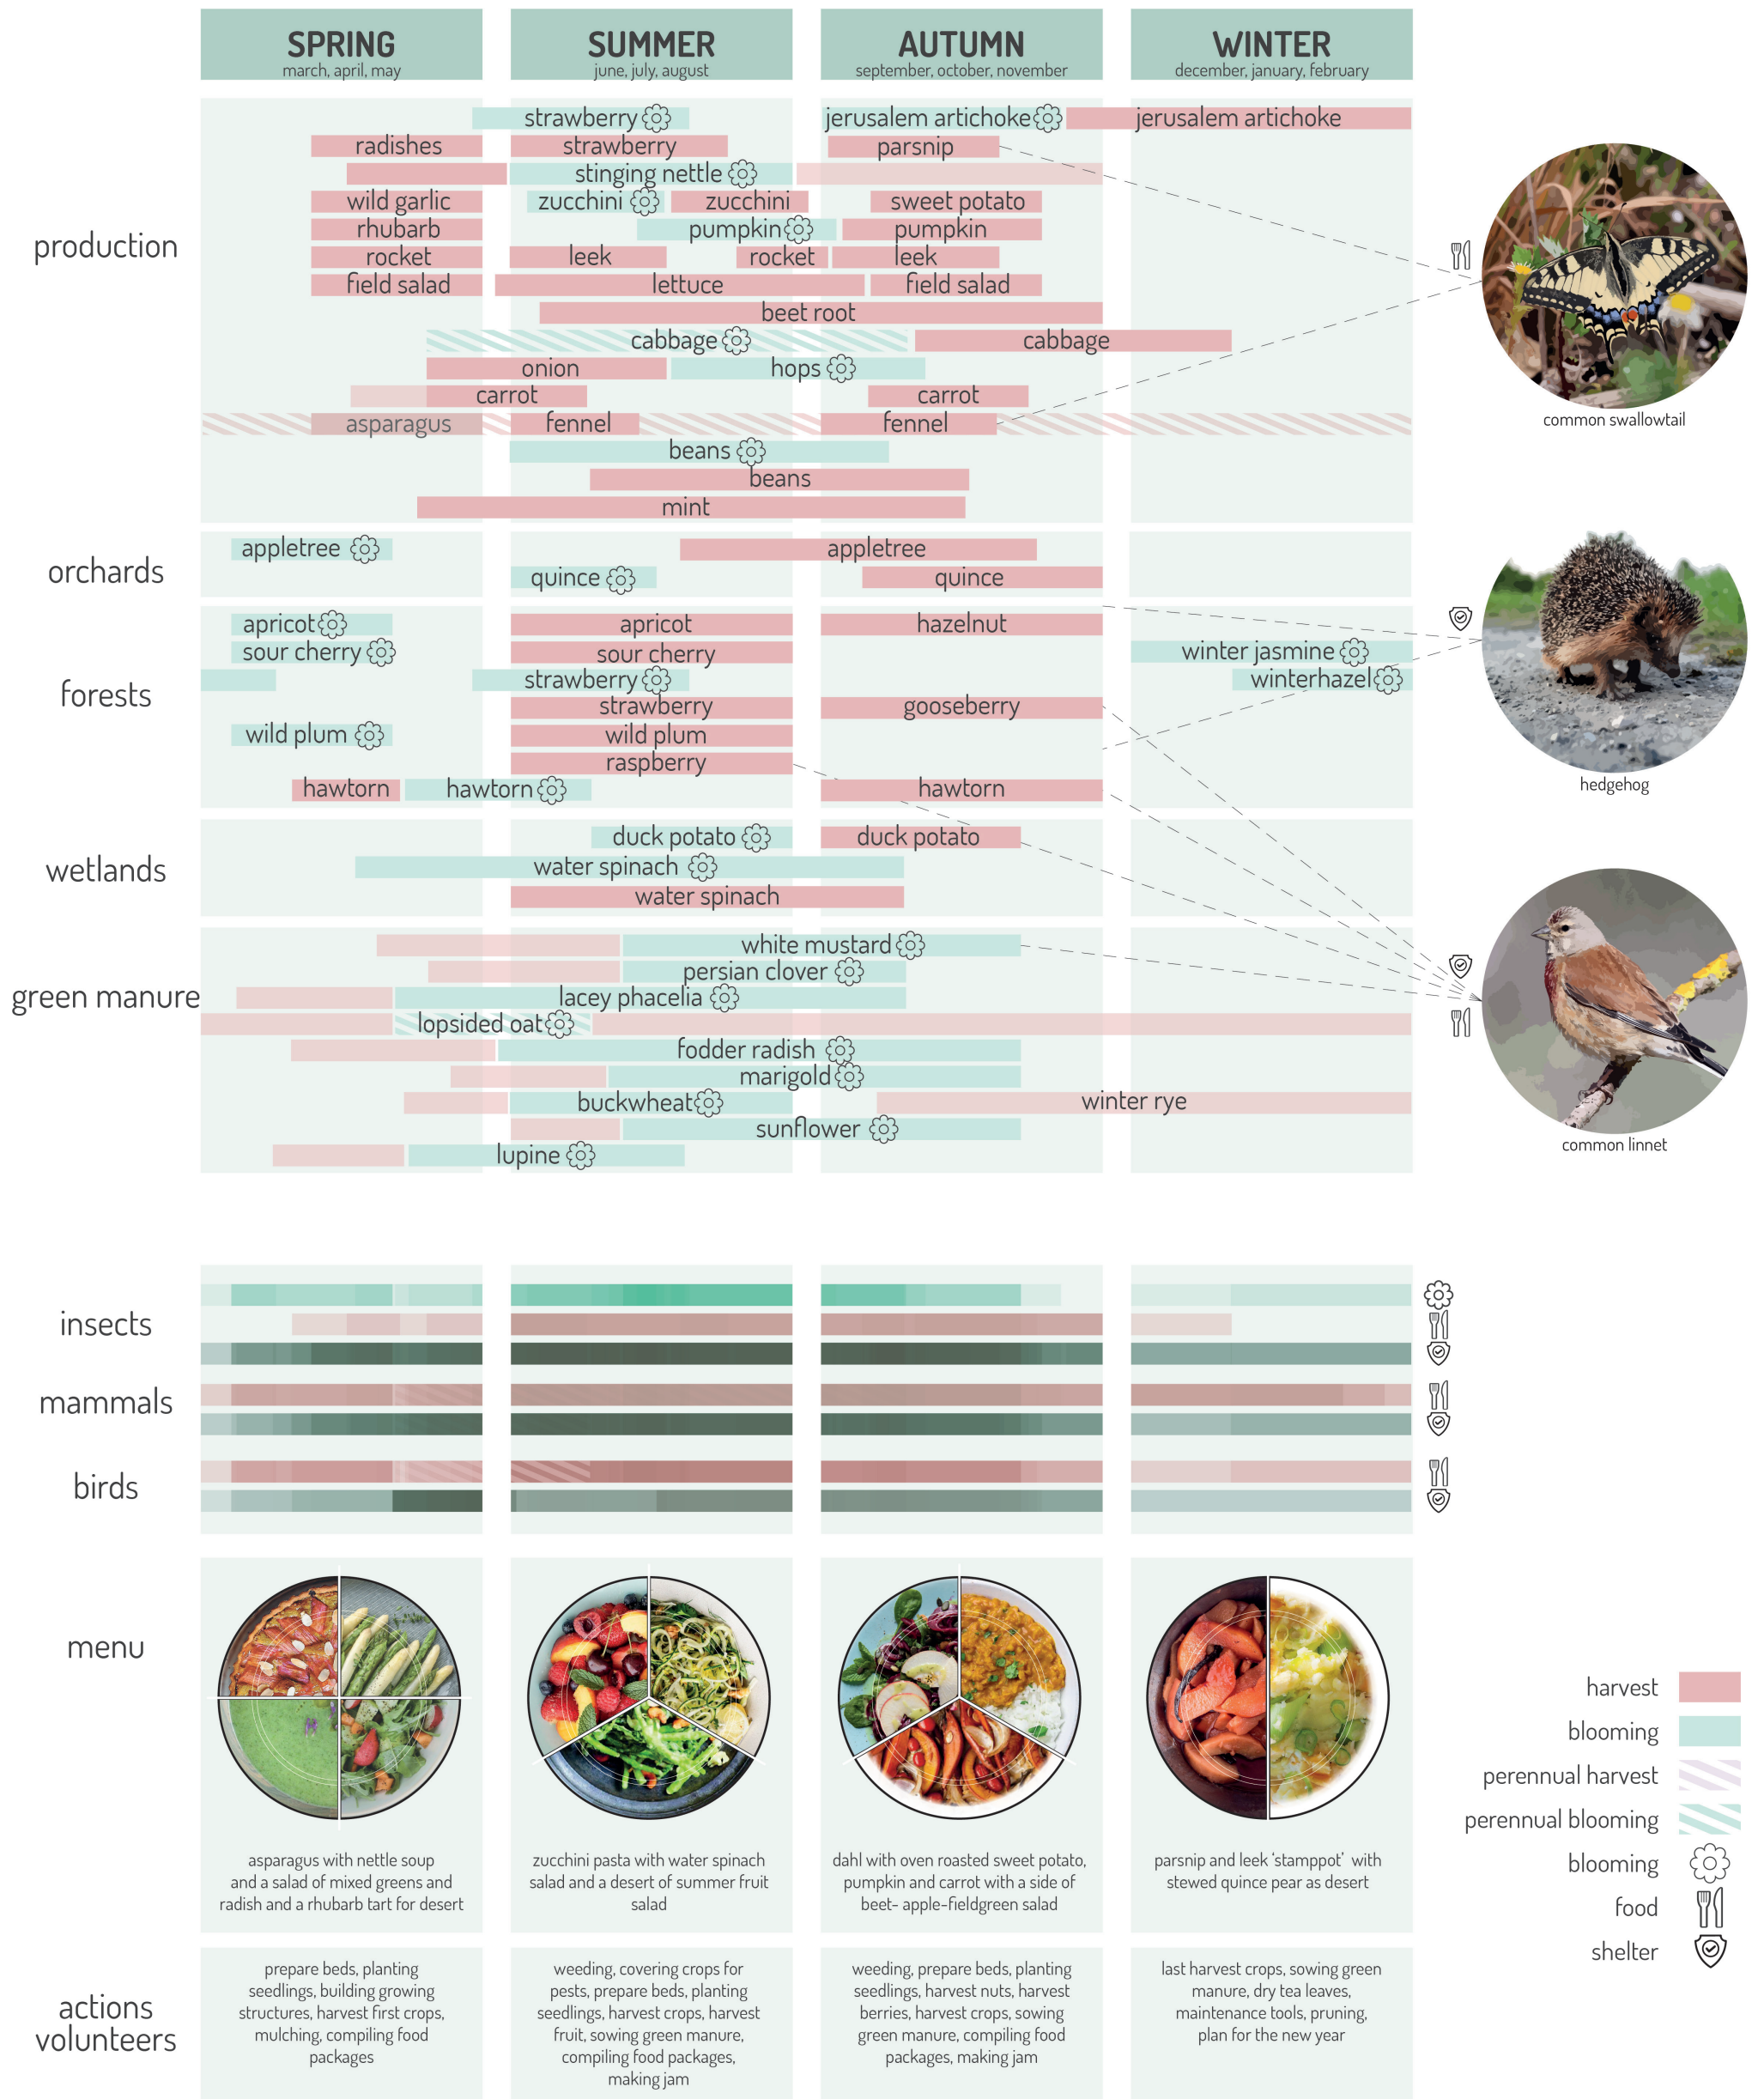 SPRING
march, april, may
SUMMER
june, july, august
AUTUMN
september, october, november
WINTER
december, january, february
production
strawberry
jerusalem artichoke
jerusalem artichoke
radishes
strawberry
parsnip
stinging nettle
wild garlic
zucchini
zucchini
sweet potato
rhubarb
pumpkin
pumpkin
rocket
leek
rocket
leek
field salad
lettuce
field salad
beet root
cabbage
cabbage
onion
hops
carrot
carrot
asparagus
fennel
fennel
beans
beans
mint
common swallowtail
orchards
appletree
appletree
quince
quince
forests
apricot
apricot
hazelnut
sour cherry
sour cherry
winter jasmine
strawberry
winterhazel
strawberry
gooseberry
wild plum
wild plum
raspberry
hawtorn
hawtorn
hawtorn
hedgehog
wetlands
duck potato
duck potato
water spinach
water spinach
green manure
white mustard
persian clover
lacey phacelia
lopsided oat
fodder radish
marigold
buckwheat
winter rye
sunflower
lupine
common linnet
insects
mammals
birds
menu
asparagus with nettle soup
and a salad of mixed greens and
radish and a rhubarb tart for desert
zucchini pasta with water spinach
salad and a desert of summer fruit
salad
dahl with oven roasted sweet potato,
pumpkin and carrot with a side of
beet- apple-fieldgreen salad
parsnip and leek ‘stamppot’ with
stewed quince pear as desert
harvest
blooming
perennual harvest
perennual blooming
blooming
food
shelter
actions
volunteers
prepare beds, planting
seedlings, building growing
structures, harvest first crops,
mulching, compiling food
packages
weeding, covering crops for
pests, prepare beds, planting
seedlings, harvest crops, harvest
fruit, sowing green manure,
compiling food packages,
making jam
weeding, prepare beds, planting
seedlings, harvest nuts, harvest
berries, harvest crops, sowing
green manure, compiling food
packages, making jam
last harvest crops, sowing green
manure, dry tea leaves,
maintenance tools, pruning,
plan for the new year